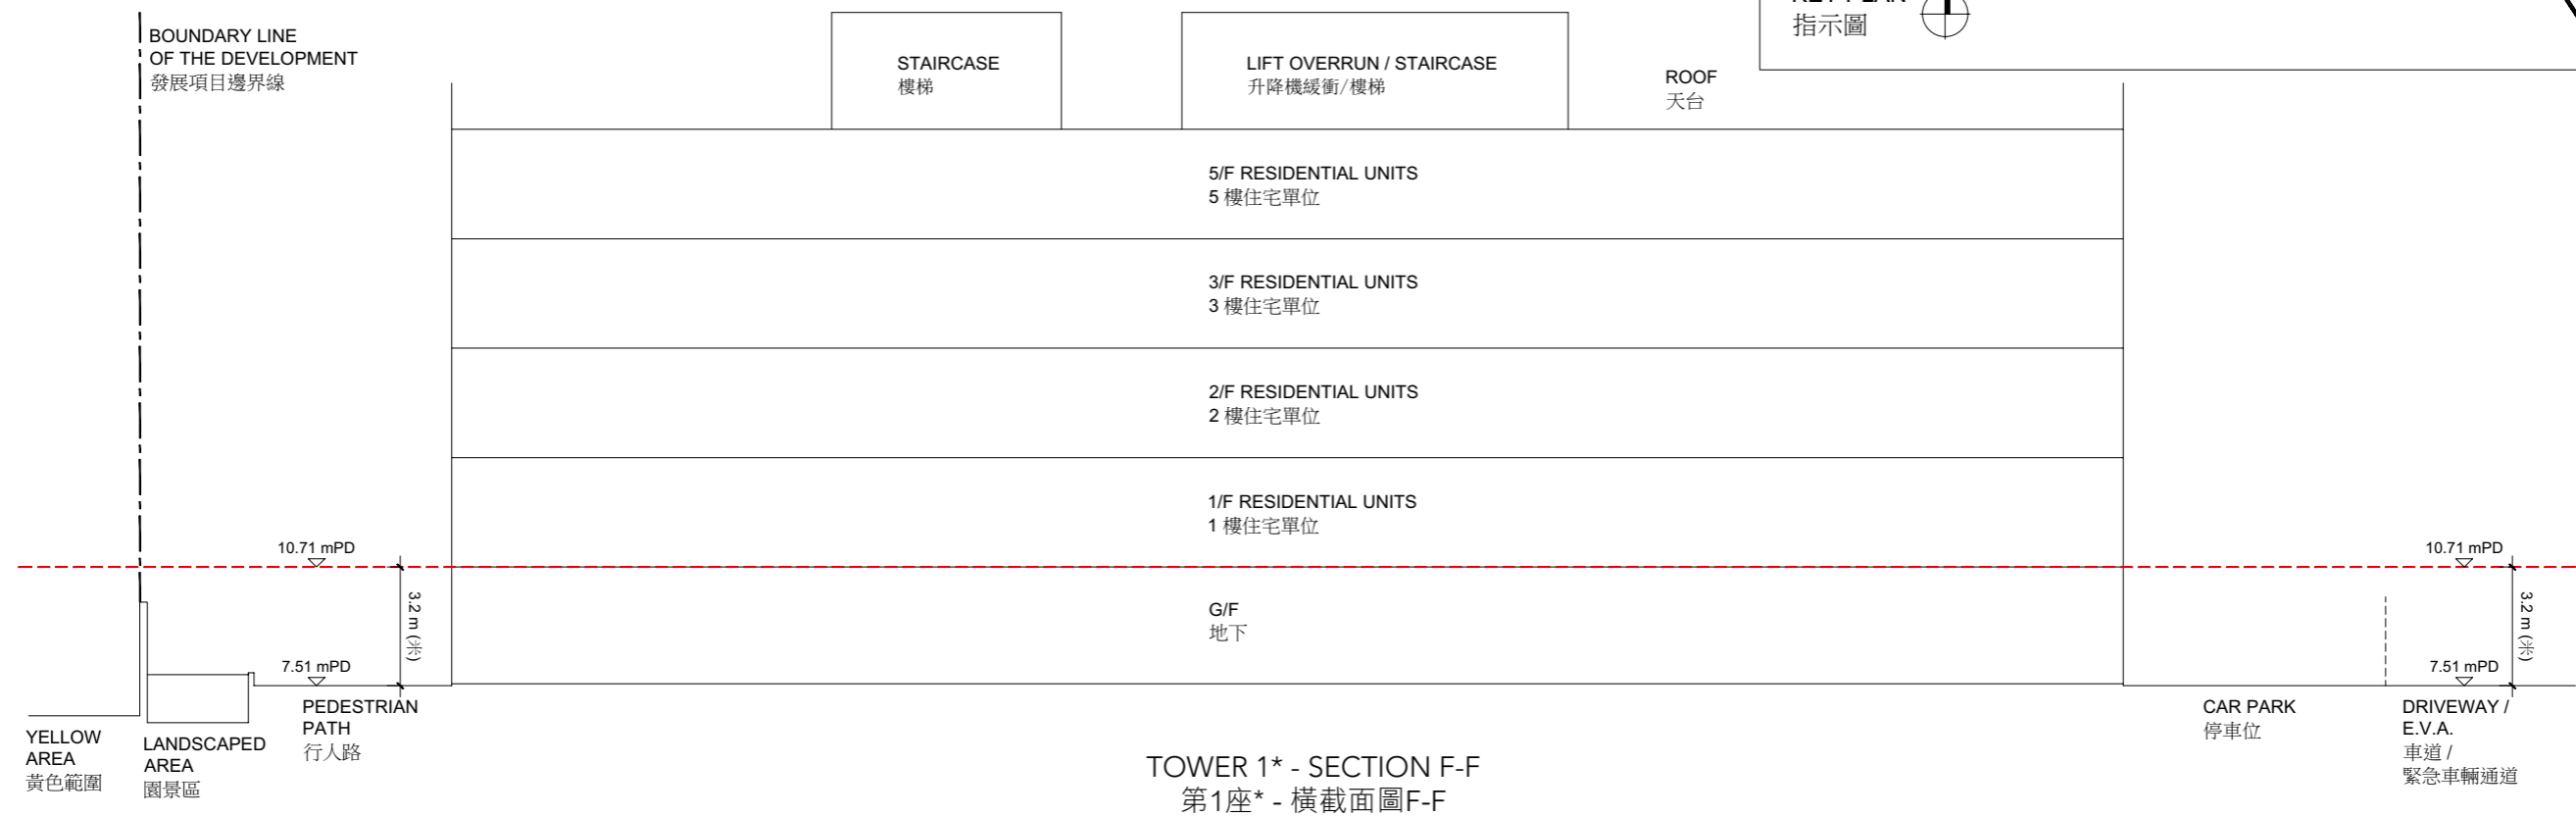 BOUNDARY LINE
OF THE DEVELOPMENT
發展項目邊界線
STAIRCASE
樓梯
LIFT OVERRUN / STAIRCASE
升降機緩衝/樓梯
ROOF
天台
KEY PLAN
指示圖
5/F RESIDENTIAL UNITS
5 樓住宅單位
3/F RESIDENTIAL UNITS
3 樓住宅單位
2/F RESIDENTIAL UNITS
2 樓住宅單位
1/F RESIDENTIAL UNITS
1 樓住宅單位
10.71 mPD
10.71 mPD
3.2 m (米)
G/F
地下
3.2 m (米)
7.51 mPD
7.51 mPD
YELLOW
AREA
黃色範圍
LANDSCAPED
AREA
園景區
PEDESTRIAN
PATH
行人路
CAR PARK
停車位
DRIVEWAY /
E.V.A.
車道 /
緊急車輛通道
TOWER 1* - SECTION F-F
第1座* - 橫截面圖F-F